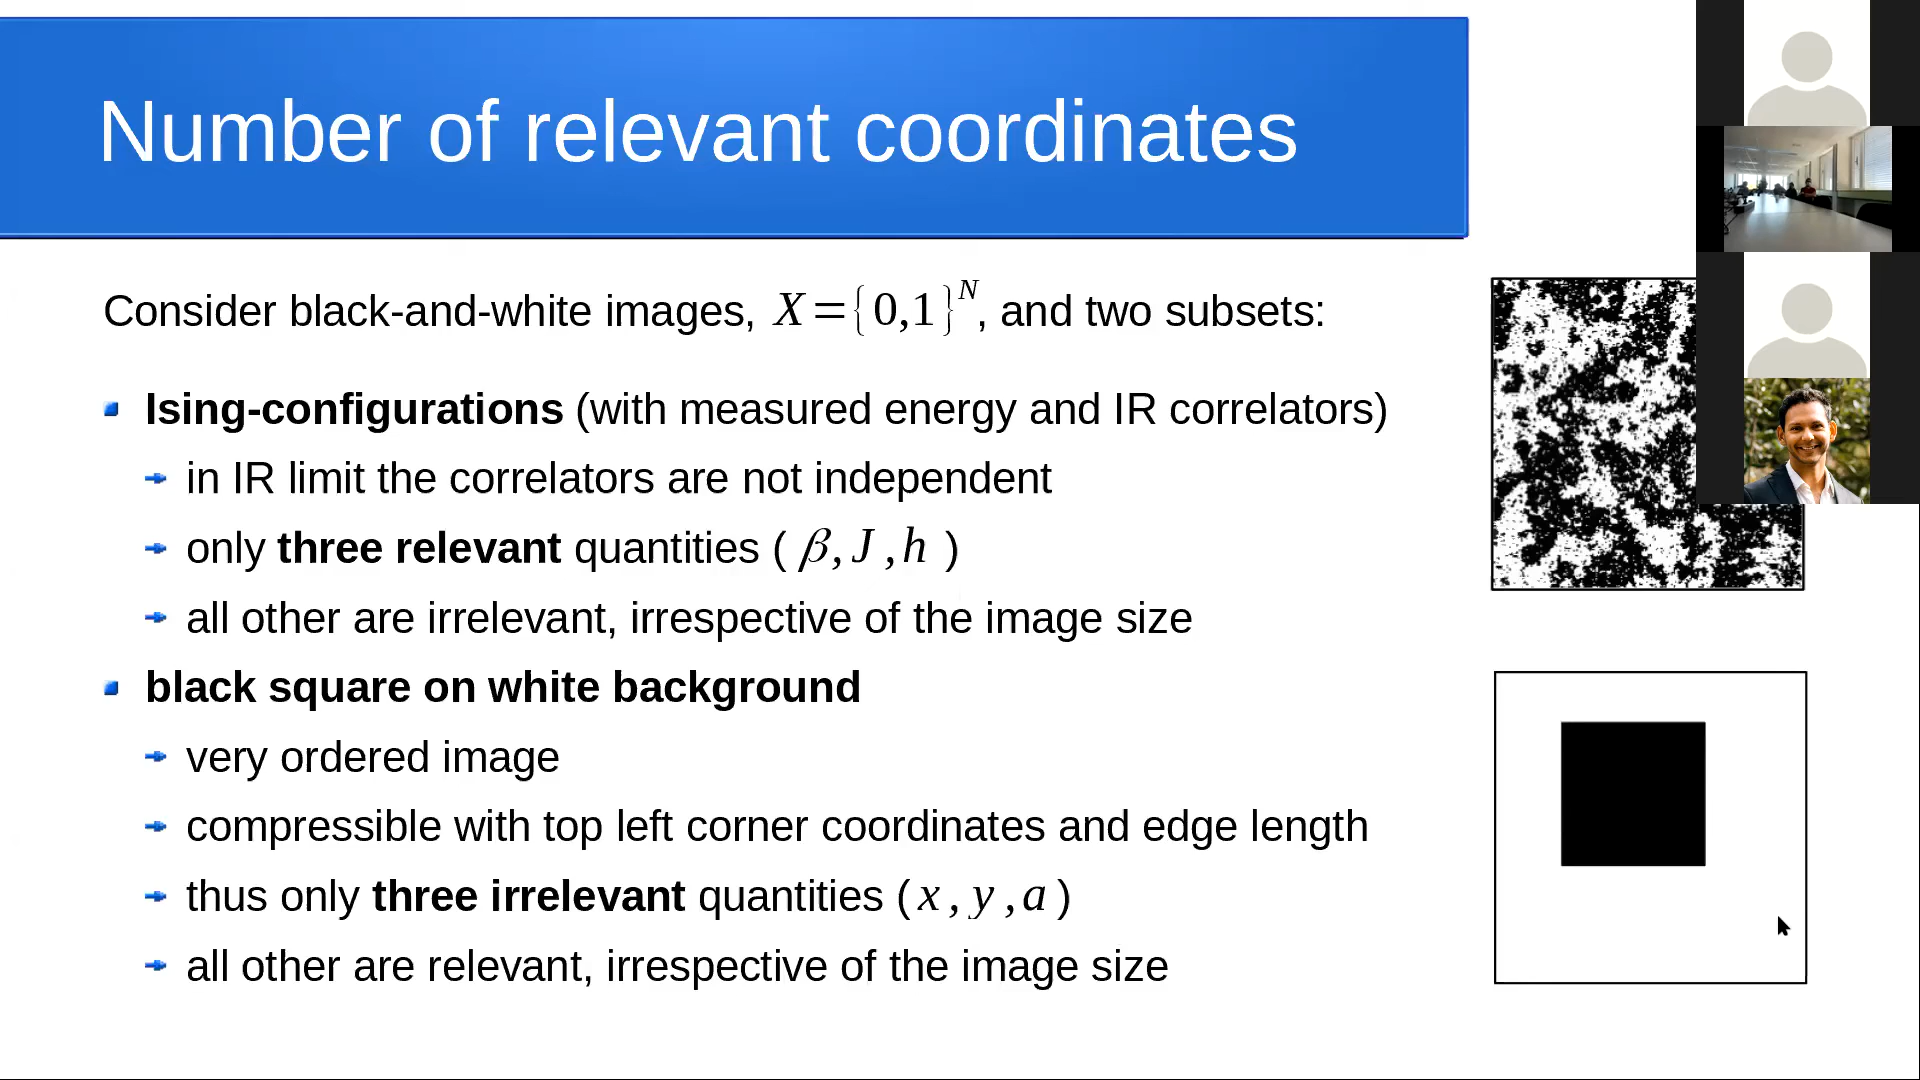 Number of relevant coordinates
Consider black-and-white images, X={0,1}^N, and two subsets:
Ising-configurations (with measured energy and IR correlators)
in IR limit the correlators are not independent
only three relevant quantities ( β, J , h )
all other are irrelevant, irrespective of the image size
black square on white background
very ordered image
compressible with top left corner coordinates and edge length
thus only three irrelevant quantities ( x , y , a )
all other are relevant, irrespective of the image size